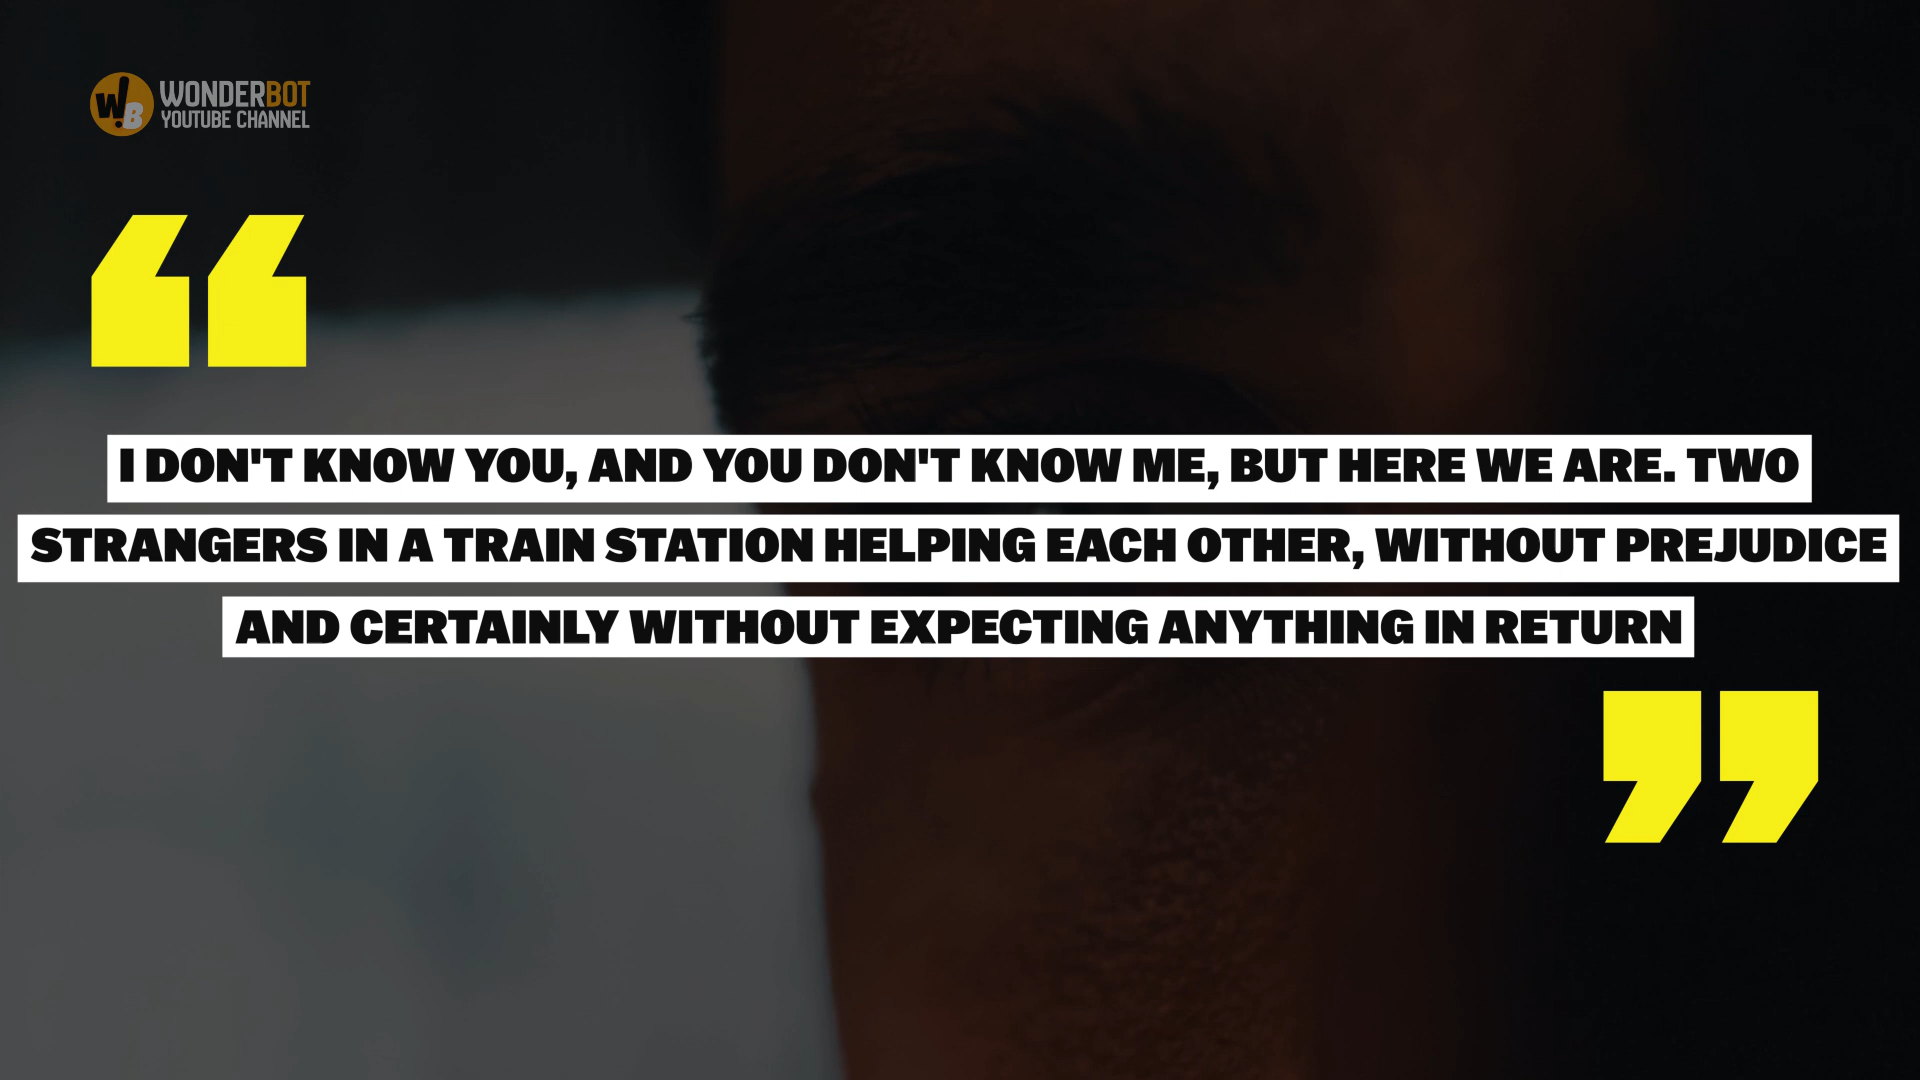 W!B WONDERBOT
YOUTUBE CHANNEL
“
I DON'T KNOW YOU, AND YOU DON'T KNOW ME, BUT HERE WE ARE. TWO
STRANGERS IN A TRAIN STATION HELPING EACH OTHER, WITHOUT PREJUDICE
AND CERTAINLY WITHOUT EXPECTING ANYTHING IN RETURN
”